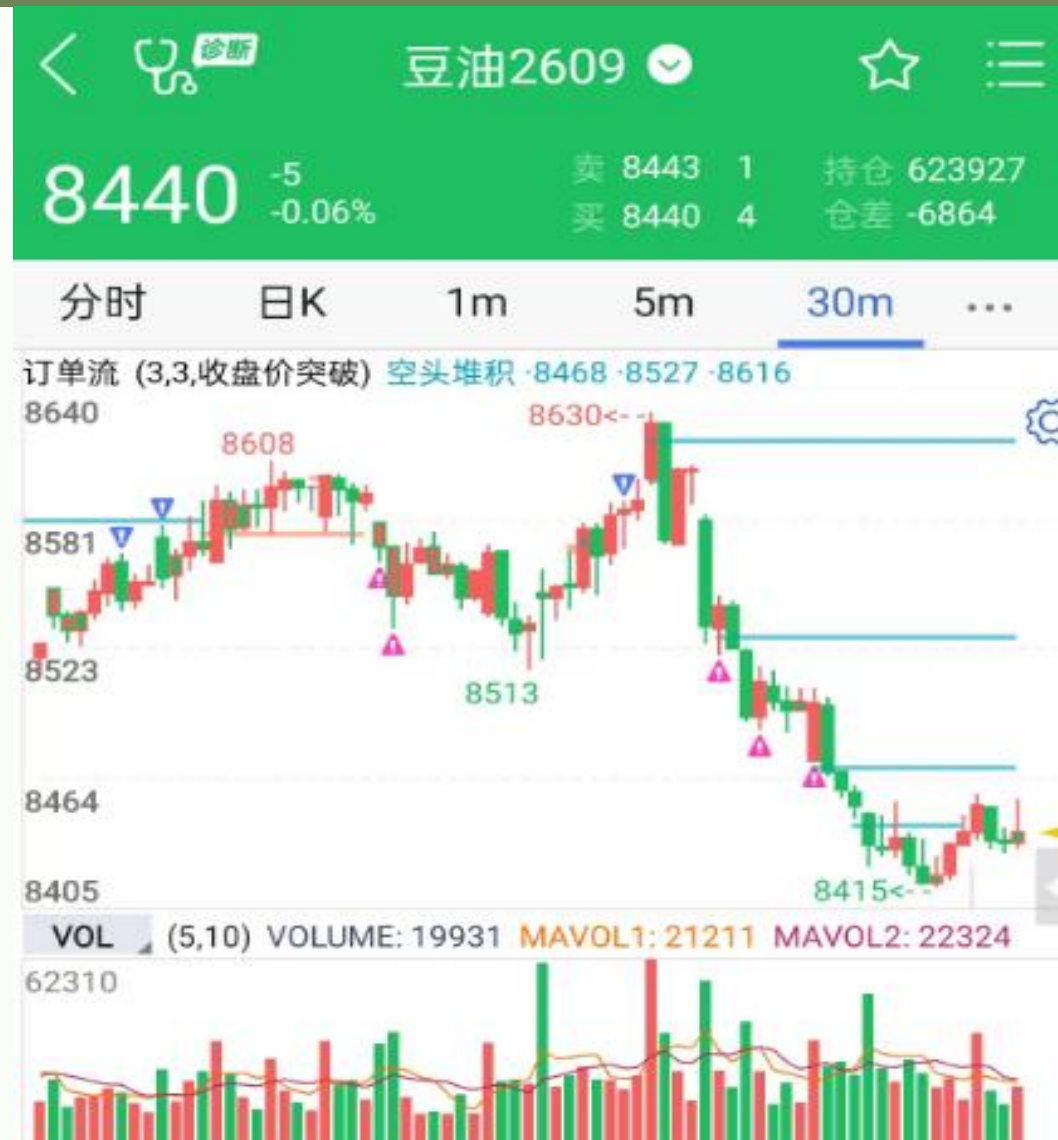 诊断
豆油2609
8440
-5
-0.06%
卖 8443 1
买 8440 4
持仓 623927
仓差 -6864
分时 日K 1m 5m 30m ...
订单流 (3,3,收盘价突破) 空头堆积 ·8468 ·8527 ·8616
8640
8630<--
8608
8581
8523
8513
8464
8415<--
8405
VOL (5,10) VOLUME: 19931 MAVOL1: 21211 MAVOL2: 22324
62310